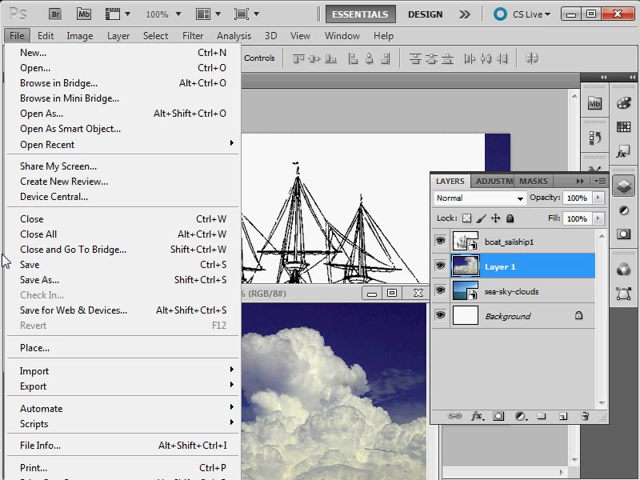 Ps Br Mb 100% ESSENTIALS DESIGN CS Live
File Edit Image Layer Select Filter Analysis 3D View Window Help
Controls
New... Ctrl+N
Open... Ctrl+O
Browse in Bridge... Alt+Ctrl+O
Browse in Mini Bridge...
Open As... Alt+Shift+Ctrl+O
Open As Smart Object...
Open Recent
Share My Screen...
Create New Review...
Device Central...
Close Ctrl+W
Close All Alt+Ctrl+W
Close and Go To Bridge... Shift+Ctrl+W
Save Ctrl+S
Save As... Shift+Ctrl+S
Check In...
Save for Web & Devices... Alt+Shift+Ctrl+S
Revert F12
Place...
Import
Export
Automate
Scripts
File Info... Alt+Shift+Ctrl+I
Print... Ctrl+P
% (RGB/8#)
Mb
LAYERS ADJUSTM MASKS
Normal Opacity: 100%
Lock: Fill: 100%
boat_sailship1
Layer 1
sea-sky-clouds
Background
fx